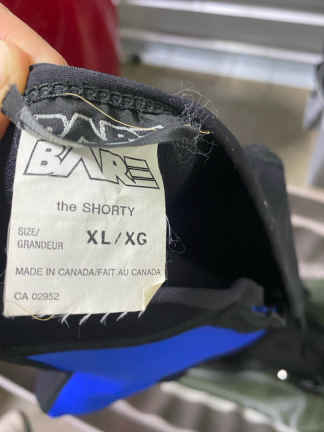 BARE
BARE
the SHORTY
SIZE/
GRANDEUR
XL/XG
MADE IN CANADA/FAIT AU CANADA
CA 02952